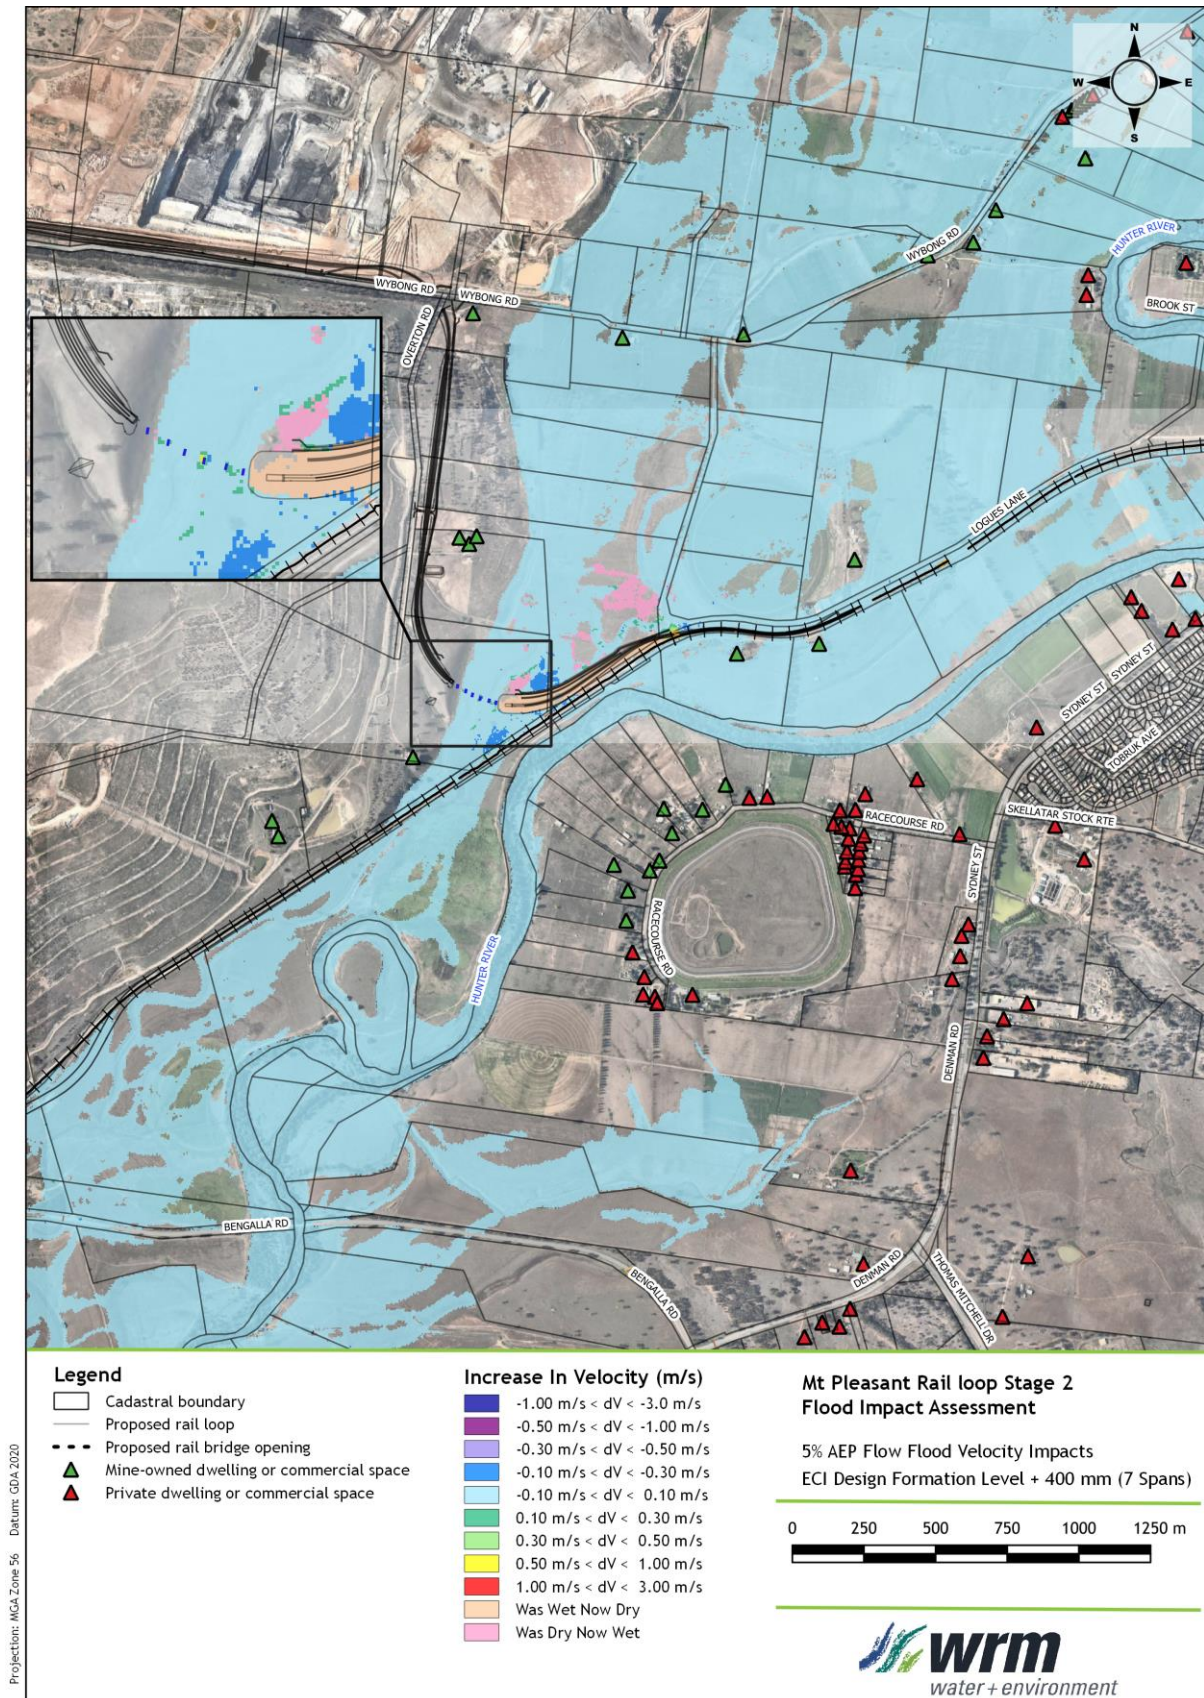 N
W
E
S
WYBONG RD
HUNTER RIVER
BROOK ST
WYBONG RD
WYBONG RD
OVERTON RD
LOGUES LANE
SYDNEY ST
SYDNEY ST
TOBRUK AVE
SKELLATAR STOCK RTE
RACECOURSE RD
SYDNEY ST
RACECOURSE RD
HUNTER RIVER
DENMAN RD
BENGALLA RD
BENGALLA RD
DENMAN RD
THOMAS MITCHELL DR
Legend
Cadastral boundary
Proposed rail loop
Proposed rail bridge opening
Mine-owned dwelling or commercial space
Private dwelling or commercial space
Increase In Velocity (m/s)
-1.00 m/s < dV < -3.0 m/s
-0.50 m/s < dV < -1.00 m/s
-0.30 m/s < dV < -0.50 m/s
-0.10 m/s < dV < -0.30 m/s
-0.10 m/s < dV < 0.10 m/s
0.10 m/s < dV < 0.30 m/s
0.30 m/s < dV < 0.50 m/s
0.50 m/s < dV < 1.00 m/s
1.00 m/s < dV < 3.00 m/s
Was Wet Now Dry
Was Dry Now Wet
Mt Pleasant Rail loop Stage 2
Flood Impact Assessment
5% AEP Flow Flood Velocity Impacts
ECI Design Formation Level + 400 mm (7 Spans)
0 250 500 750 1000 1250 m
wrm
water + environment
Projection: MGA Zone 56 Datum: GDA 2020